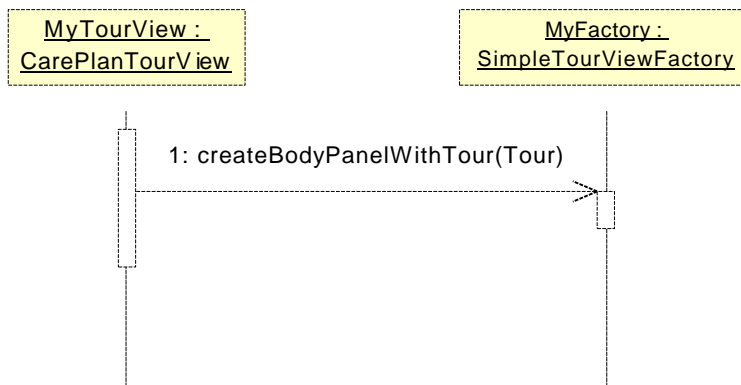 MyTourView :
CarePlanTourView
MyFactory :
SimpleTourViewFactory
1: createBodyPanelWithTour(Tour)